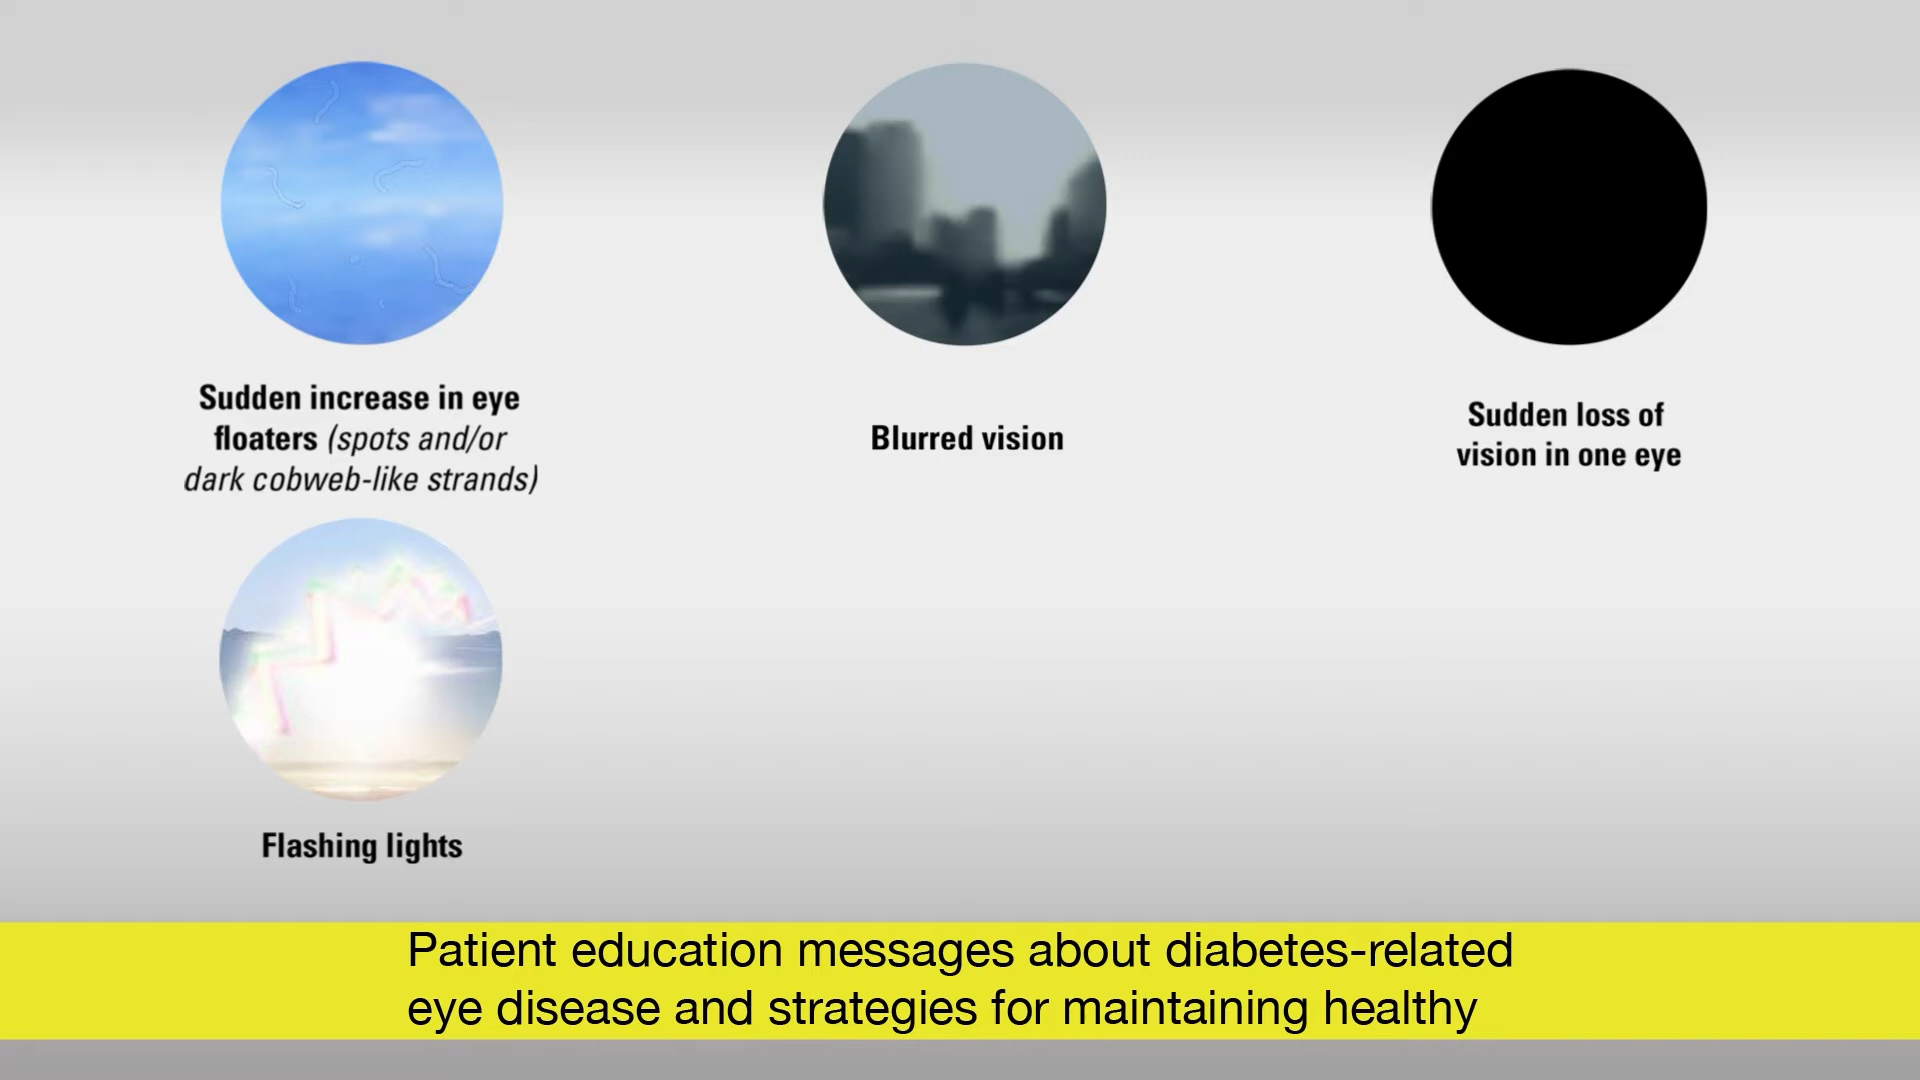 Sudden increase in eye
floaters (spots and/or
dark cobweb-like strands)
Blurred vision
Sudden loss of
vision in one eye
Flashing lights
Patient education messages about diabetes-related
eye disease and strategies for maintaining healthy